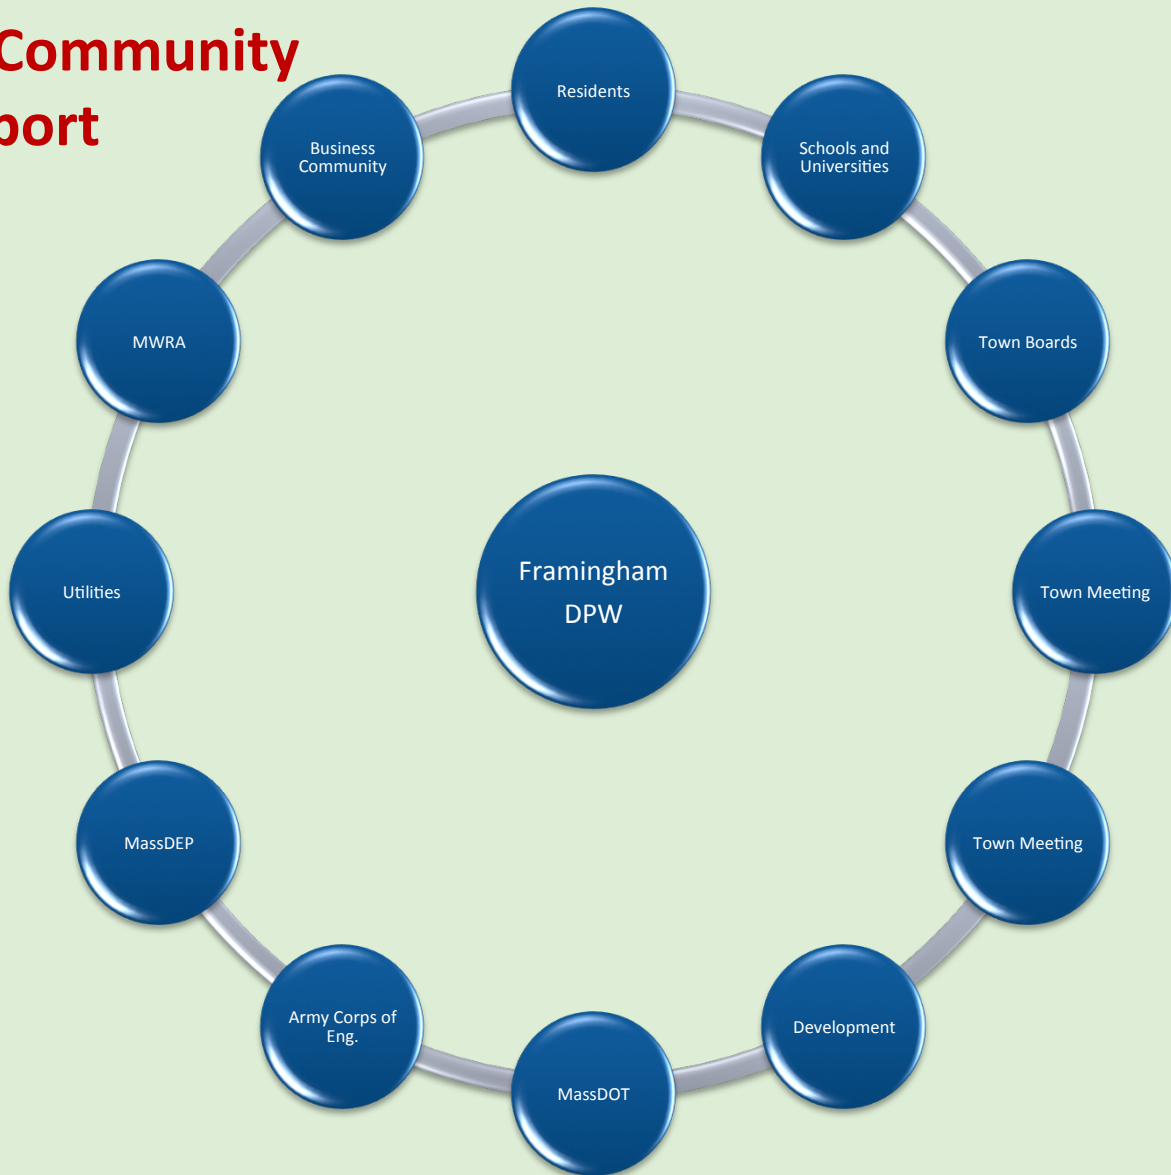 Community
port
Residents
Schools and
Universities
Town Boards
Town Meeting
Town Meeting
Development
MassDOT
Army Corps of
Eng.
MassDEP
Utilities
MWRA
Business
Community
Framingham
DPW